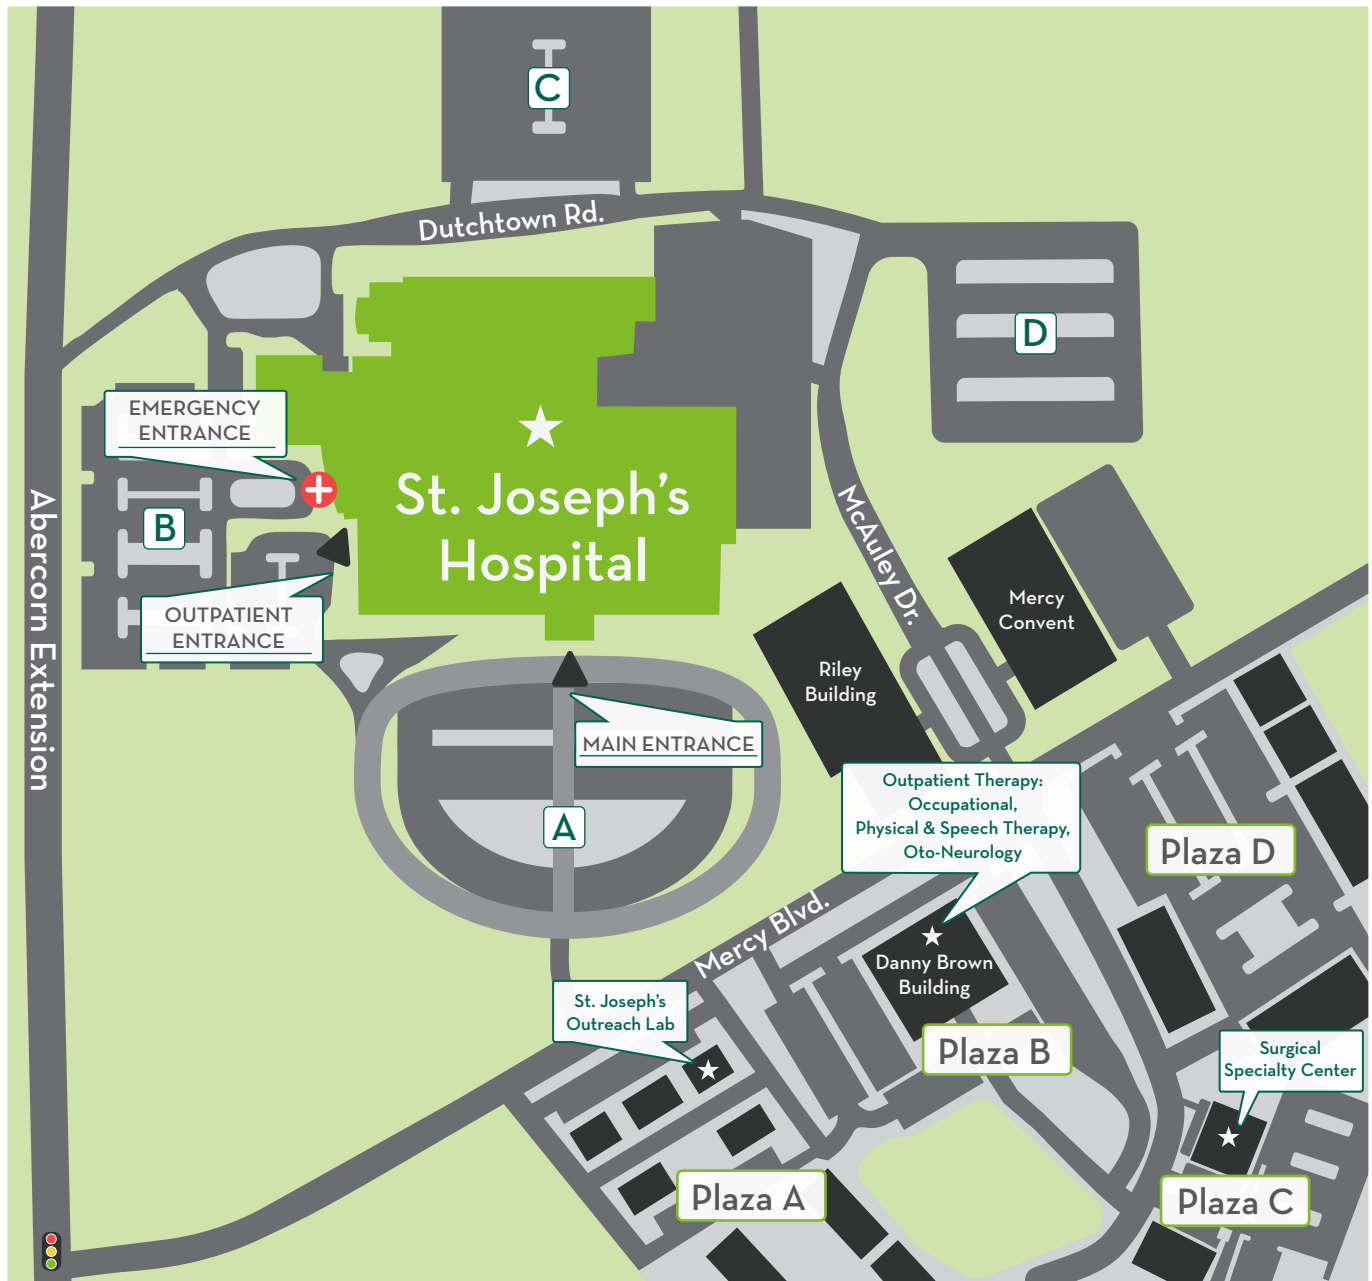 C
Dutchtown Rd.
D
EMERGENCY
ENTRANCE
B
St. Joseph's
Hospital
Abercorn Extension
McAuley Dr.
Mercy
Convent
OUTPATIENT
ENTRANCE
Riley
Building
MAIN ENTRANCE
A
Outpatient Therapy:
Occupational,
Physical & Speech Therapy,
Oto-Neurology
Plaza D
Mercy Blvd.
Danny Brown
Building
St. Joseph's
Outreach Lab
Plaza B
Surgical
Specialty Center
Plaza A
Plaza C